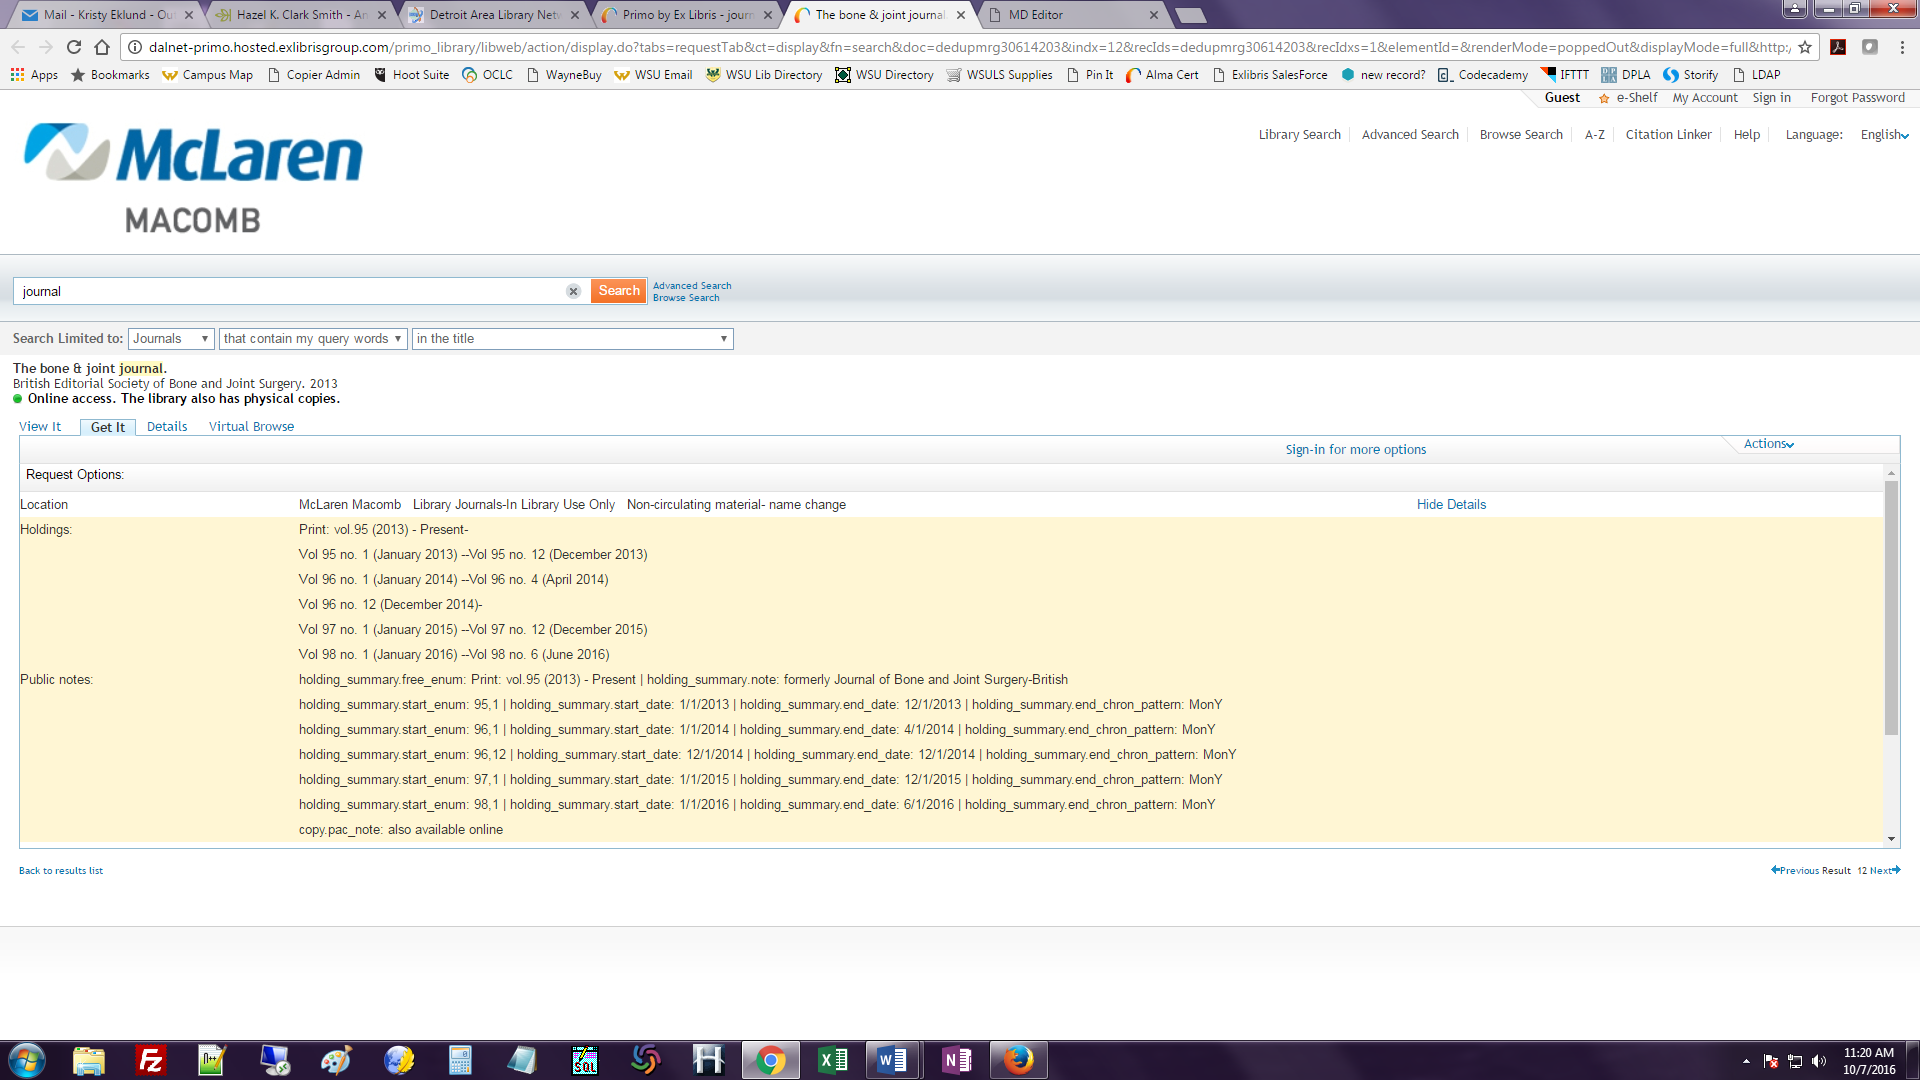 Mail - Kristy Eklund - Ou
Hazel K. Clark Smith - An
Detroit Area Library Netw
Primo by Ex Libris - journ
The bone & joint journal.
MD Editor
dalnet-primo.hosted.exlibrisgroup.com/primo_library/libweb/action/display.do?tabs=requestTab&ct=display&fn=search&doc=dedupmrg30614203&indx=12&recIds=dedupmrg30614203&recIdxs=1&elementId=&renderMode=poppedOut&displayMode=full&http:
Apps Bookmarks Campus Map Copier Admin Hoot Suite OCLC WayneBuy WSU Email WSU Lib Directory WSU Directory WSULS Supplies Pin It Alma Cert Exlibris SalesForce new record? Codecademy IFTTT DPLA Storify LDAP
Guest e-Shelf My Account Sign in Forgot Password
McLaren
MACOMB
Library Search Advanced Search Browse Search A-Z Citation Linker Help Language: English
journal
Search
Advanced Search
Browse Search
Search Limited to: Journals that contain my query words in the title
The bone & joint journal.
British Editorial Society of Bone and Joint Surgery. 2013
Online access. The library also has physical copies.
View It Get It Details Virtual Browse
Sign-in for more options Actions
Request Options:
Location McLaren Macomb Library Journals-In Library Use Only Non-circulating material- name change Hide Details
Holdings: Print: vol.95 (2013) - Present-
Vol 95 no. 1 (January 2013) --Vol 95 no. 12 (December 2013)
Vol 96 no. 1 (January 2014) --Vol 96 no. 4 (April 2014)
Vol 96 no. 12 (December 2014)-
Vol 97 no. 1 (January 2015) --Vol 97 no. 12 (December 2015)
Vol 98 no. 1 (January 2016) --Vol 98 no. 6 (June 2016)
Public notes: holding_summary.free_enum: Print: vol.95 (2013) - Present | holding_summary.note: formerly Journal of Bone and Joint Surgery-British
holding_summary.start_enum: 95,1 | holding_summary.start_date: 1/1/2013 | holding_summary.end_date: 12/1/2013 | holding_summary.end_chron_pattern: MonY
holding_summary.start_enum: 96,1 | holding_summary.start_date: 1/1/2014 | holding_summary.end_date: 4/1/2014 | holding_summary.end_chron_pattern: MonY
holding_summary.start_enum: 96,12 | holding_summary.start_date: 12/1/2014 | holding_summary.end_date: 12/1/2014 | holding_summary.end_chron_pattern: MonY
holding_summary.start_enum: 97,1 | holding_summary.start_date: 1/1/2015 | holding_summary.end_date: 12/1/2015 | holding_summary.end_chron_pattern: MonY
holding_summary.start_enum: 98,1 | holding_summary.start_date: 1/1/2016 | holding_summary.end_date: 6/1/2016 | holding_summary.end_chron_pattern: MonY
copy.pac_note: also available online
Back to results list
Previous Result 12 Next
11:20 AM
10/7/2016